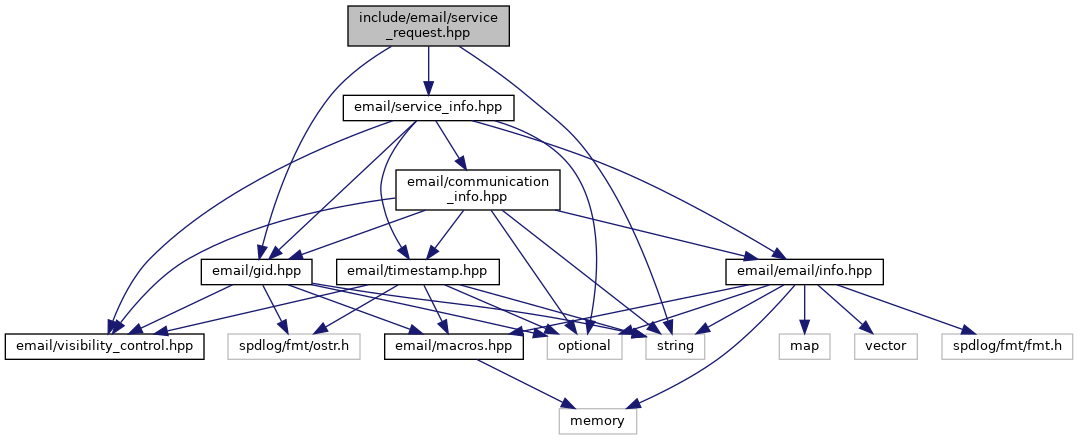 include/email/service
_request.hpp
email/service_info.hpp
email/communication
_info.hpp
email/gid.hpp
email/timestamp.hpp
email/email/info.hpp
email/visibility_control.hpp
spdlog/fmt/ostr.h
email/macros.hpp
optional
string
map
vector
spdlog/fmt/fmt.h
memory